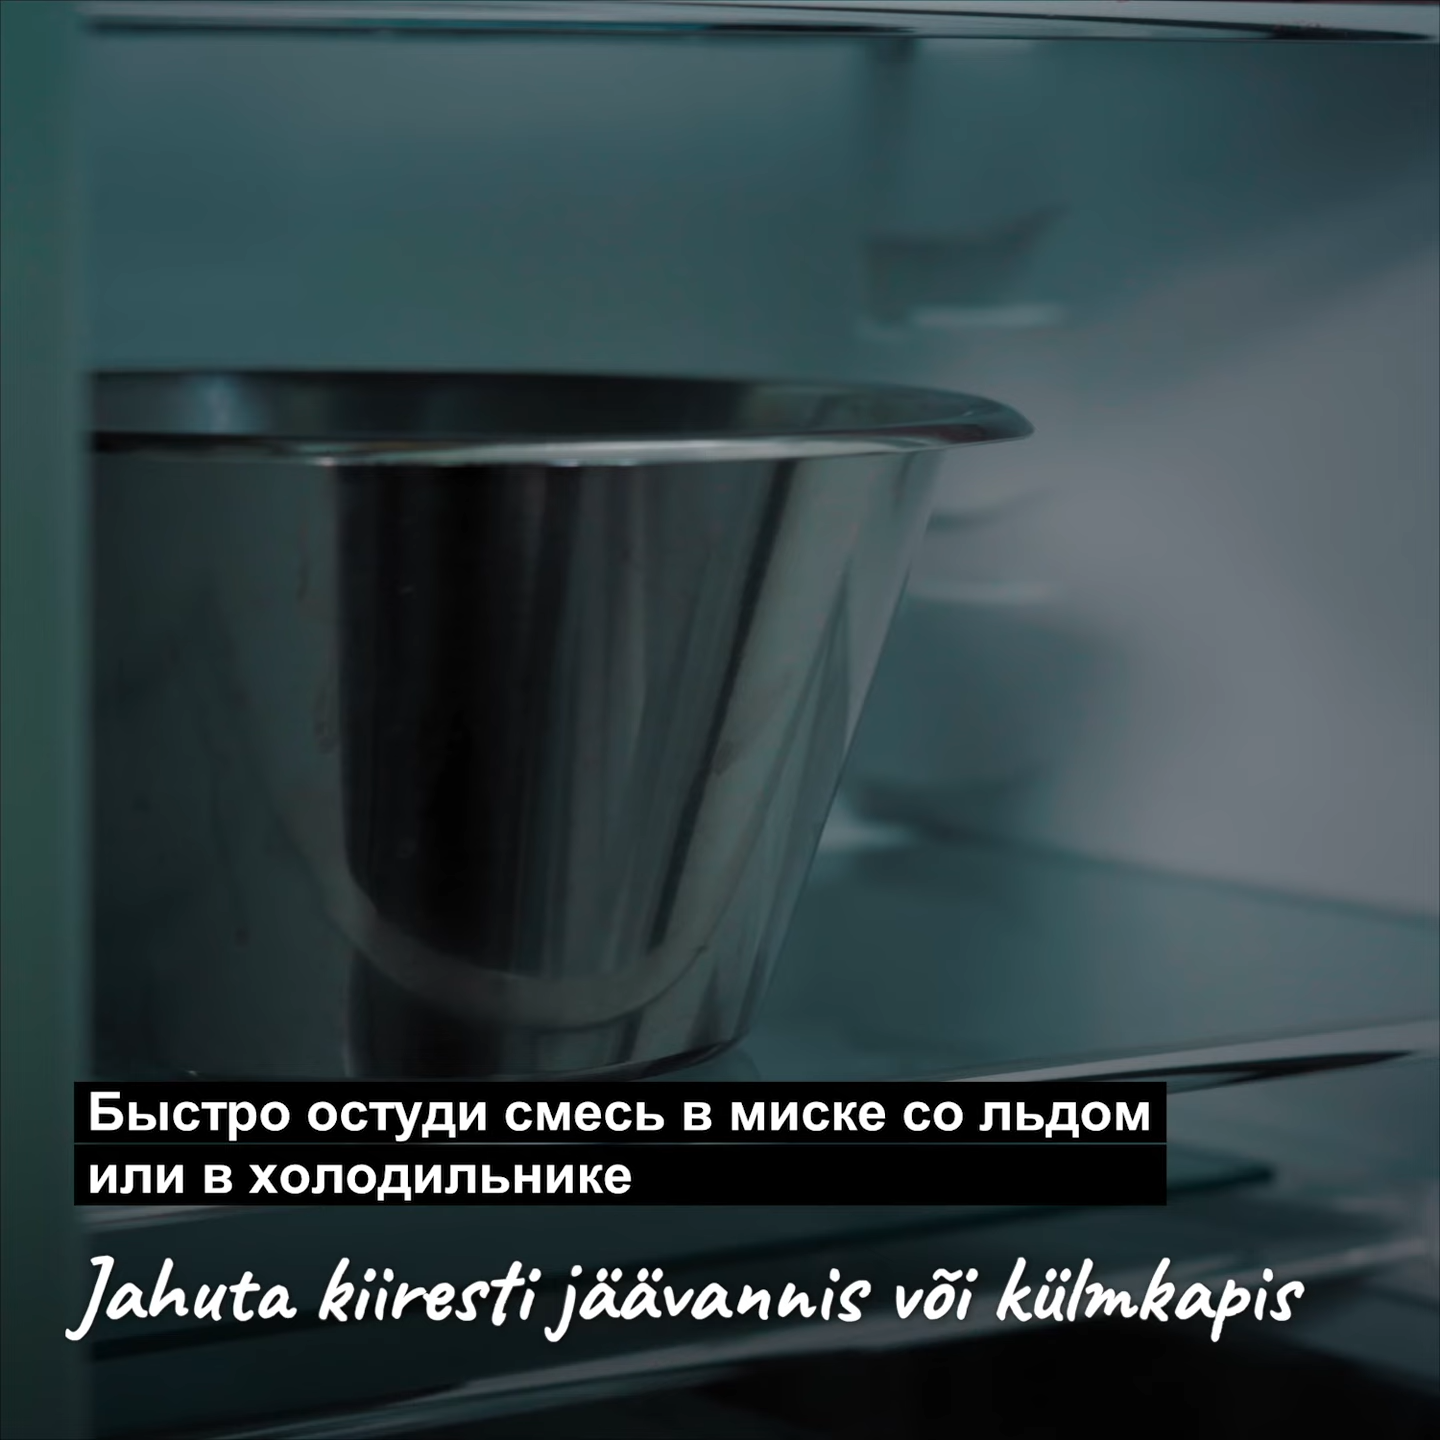 Быстро остуди смесь в миске со льдом
или в холодильнике
Jahuta kiiresti jäävannis või külmkapis